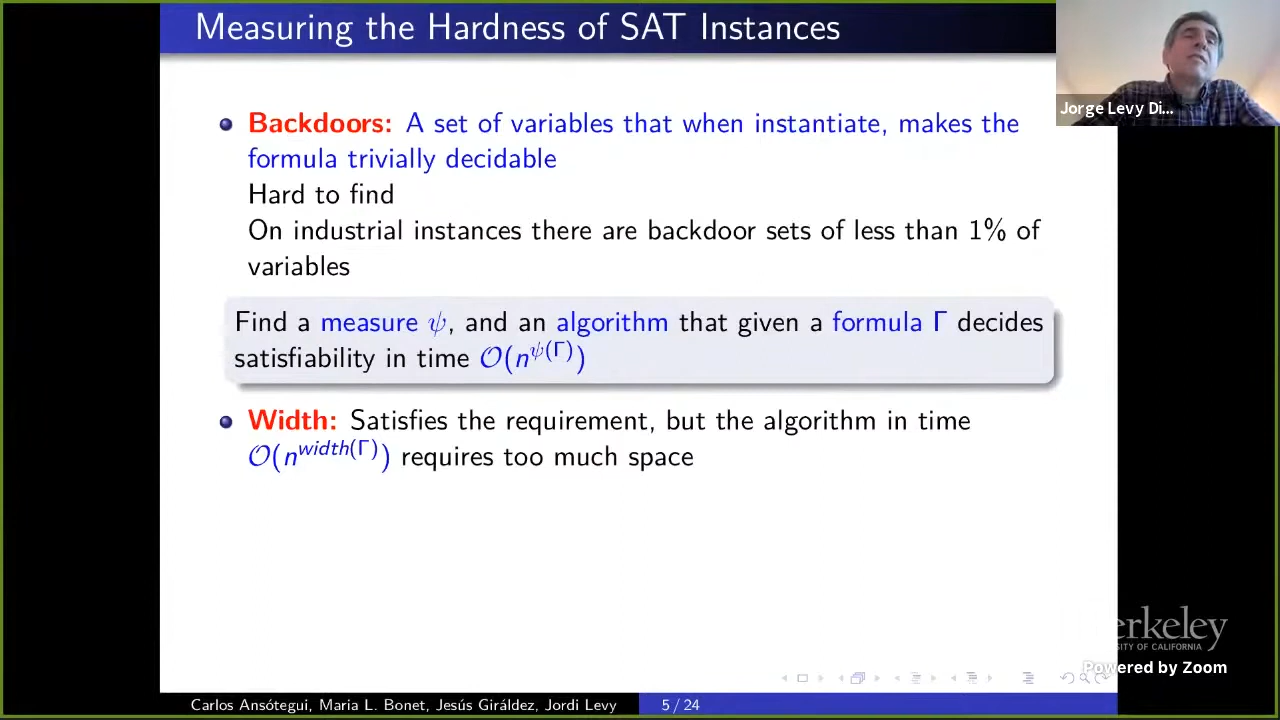 Measuring the Hardness of SAT Instances
Jorge Levy Di...
Backdoors: A set of variables that when instantiate, makes the
formula trivially decidable
Hard to find
On industrial instances there are backdoor sets of less than 1% of
variables
Find a measure ψ, and an algorithm that given a formula Γ decides
satisfiability in time O(n^ψ(Γ))
Width: Satisfies the requirement, but the algorithm in time
O(n^width(Γ)) requires too much space
erkeley
SITY OF CALIFORNIA
Powered by Zoom
Carlos Ansótegui, Maria L. Bonet, Jesús Giráldez, Jordi Levy
5 / 24